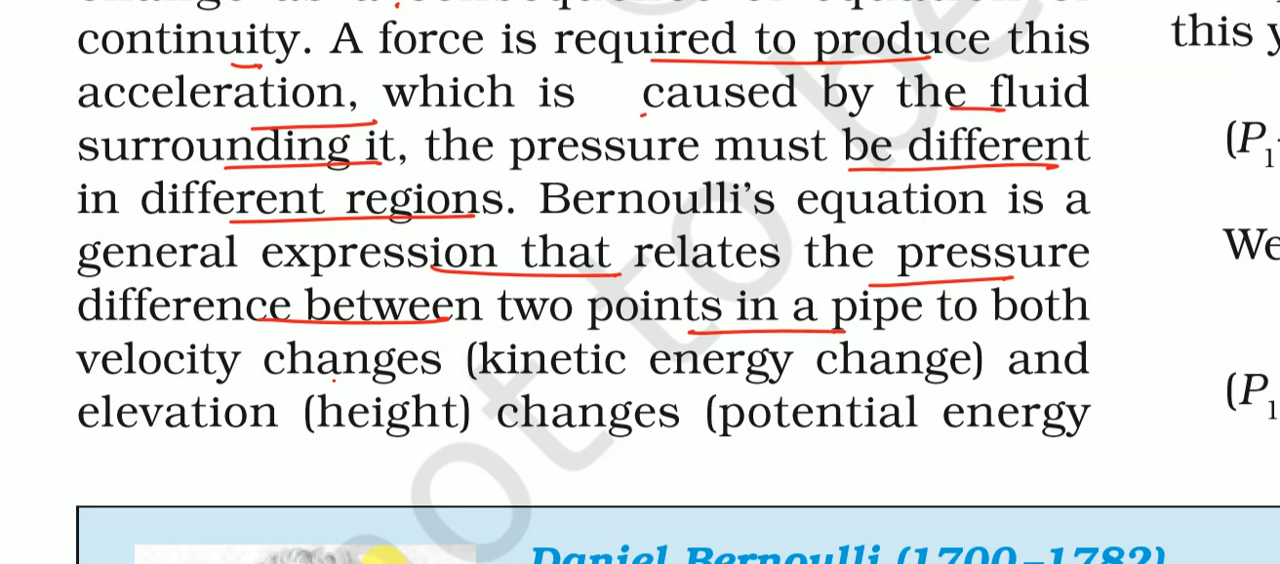 continuity. A force is required to produce this
acceleration, which is caused by the fluid
surrounding it, the pressure must be different
in different regions. Bernoulli's equation is a
general expression that relates the pressure
difference between two points in a pipe to both
velocity changes (kinetic energy change) and
elevation (height) changes (potential energy
this
(P1
We
(P1
not to be
Daniel Bernoulli (1700–1782)